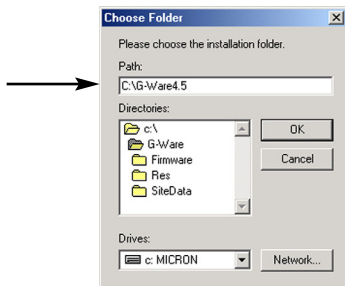 Choose Folder
Please choose the installation folder.
Path:
C:\G-Ware4.5
Directories:
c:\
G-Ware
Firmware
Res
SiteData
OK
Cancel
Drives:
c: MICRON
Network...